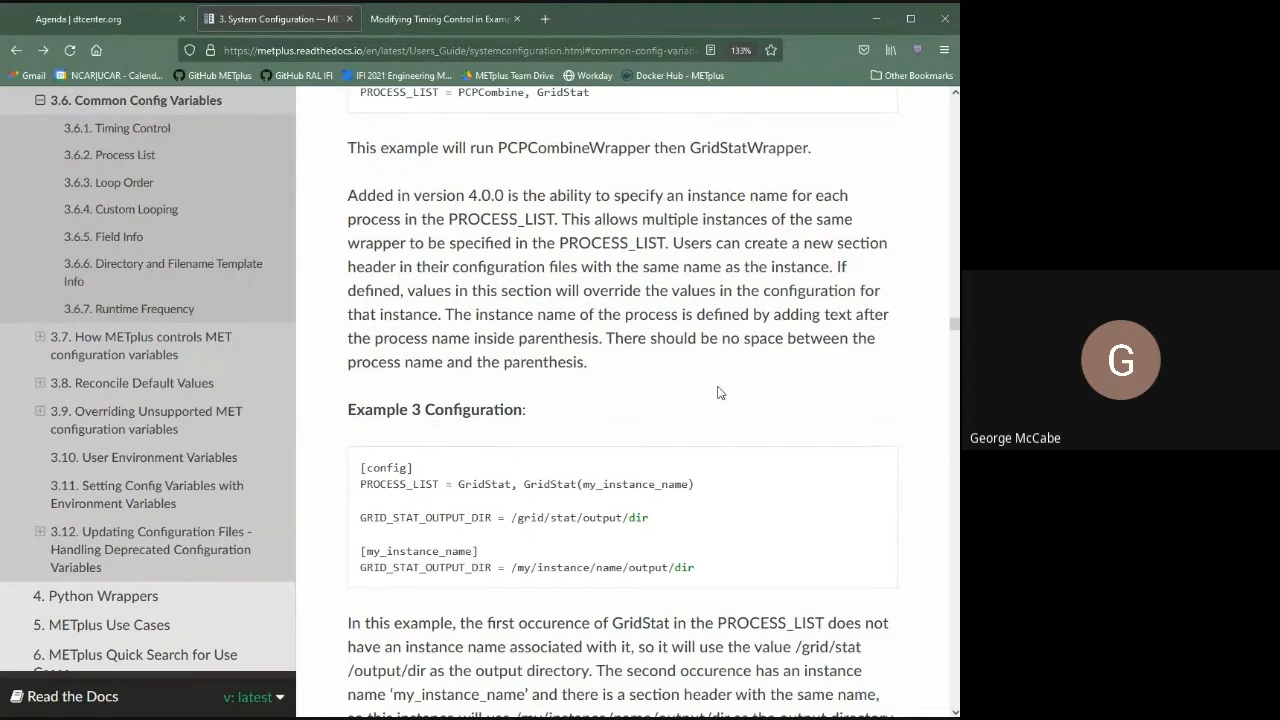 Agenda | dtcenter.org
3. System Configuration — MET
Modifying Timing Control in Examp
https://metplus.readthedocs.io/en/latest/Users_Guide/systemconfiguration.html#common-config-variab
133%
Gmail
NCAR|UCAR - Calend...
GitHub METplus
GitHub RAL IFI
IFI 2021 Engineering M...
METplus Team Drive
Workday
Docker Hub - METplus
Other Bookmarks
3.6. Common Config Variables
3.6.1. Timing Control
3.6.2. Process List
3.6.3. Loop Order
3.6.4. Custom Looping
3.6.5. Field Info
3.6.6. Directory and Filename Template
Info
3.6.7. Runtime Frequency
3.7. How METplus controls MET
configuration variables
3.8. Reconcile Default Values
3.9. Overriding Unsupported MET
configuration variables
3.10. User Environment Variables
3.11. Setting Config Variables with
Environment Variables
3.12. Updating Configuration Files -
Handling Deprecated Configuration
Variables
4. Python Wrappers
5. METplus Use Cases
6. METplus Quick Search for Use
Read the Docs
v: latest
PROCESS_LIST = PCPCombine, GridStat
This example will run PCPCombineWrapper then GridStatWrapper.
Added in version 4.0.0 is the ability to specify an instance name for each
process in the PROCESS_LIST. This allows multiple instances of the same
wrapper to be specified in the PROCESS_LIST. Users can create a new section
header in their configuration files with the same name as the instance. If
defined, values in this section will override the values in the configuration for
that instance. The instance name of the process is defined by adding text after
the process name inside parenthesis. There should be no space between the
process name and the parenthesis.
Example 3 Configuration:
[config]
PROCESS_LIST = GridStat, GridStat(my_instance_name)
GRID_STAT_OUTPUT_DIR = /grid/stat/output/dir
[my_instance_name]
GRID_STAT_OUTPUT_DIR = /my/instance/name/output/dir
In this example, the first occurence of GridStat in the PROCESS_LIST does not
have an instance name associated with it, so it will use the value /grid/stat
/output/dir as the output directory. The second occurence has an instance
name ‘my_instance_name’ and there is a section header with the same name,
so this instance will use /my/instance/name/output/dir as the output directory
G
George McCabe